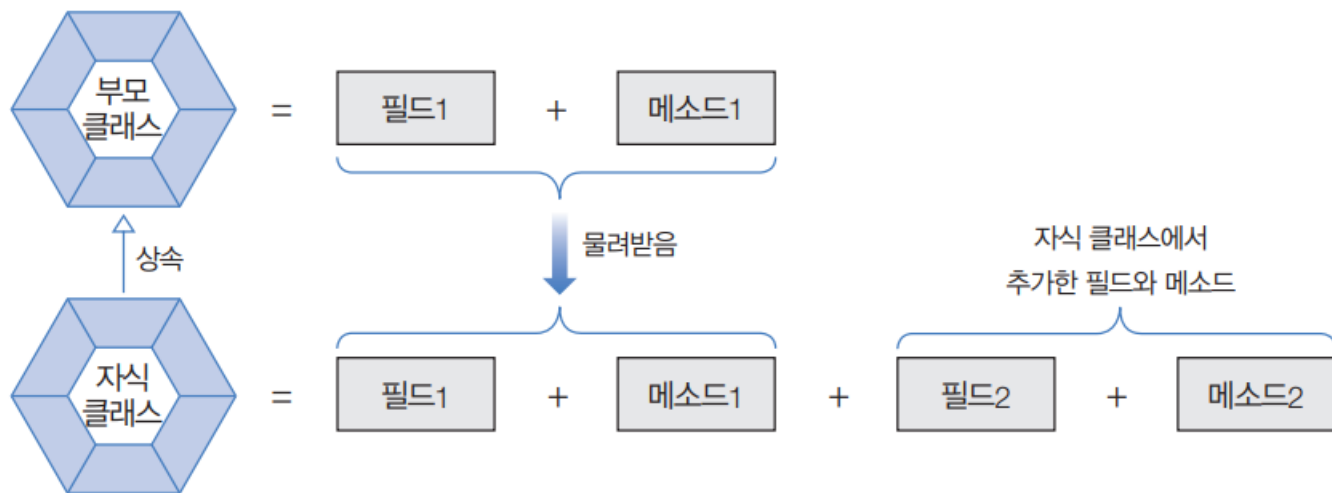 부모
클래스
= 필드1 + 메소드1
물려받음
상속
자식 클래스에서
추가한 필드와 메소드
자식
클래스
= 필드1 + 메소드1 + 필드2 + 메소드2